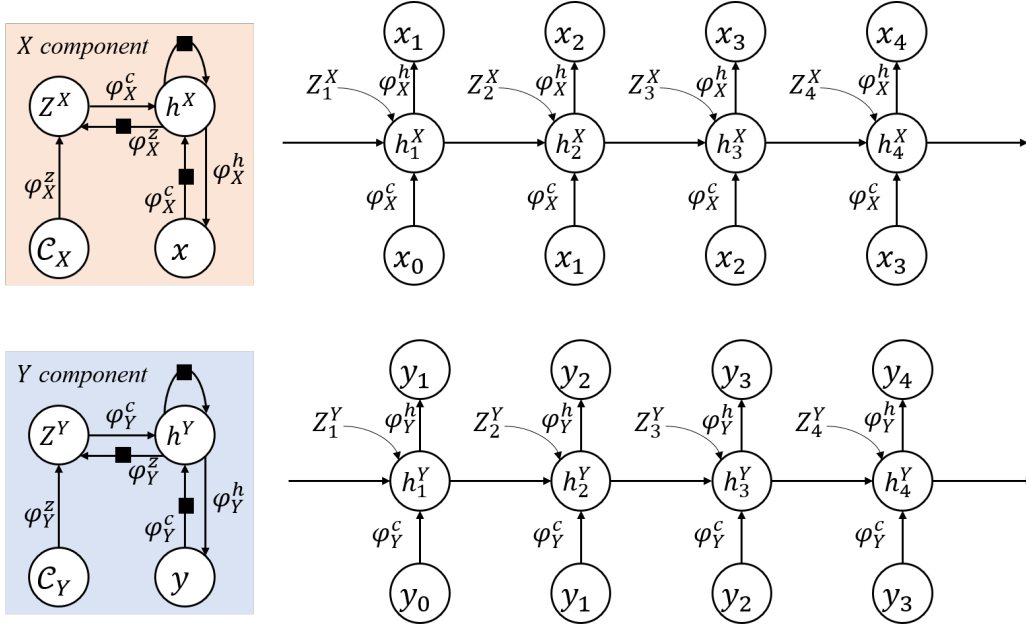 X component
φ_X^c
Z^X
h^X
φ_X^z
φ_X^z
φ_X^c
φ_X^h
𝒞_X
x
x_1 x_2 x_3 x_4
Z_1^X φ_X^h Z_2^X φ_X^h Z_3^X φ_X^h Z_4^X φ_X^h
h_1^X h_2^X h_3^X h_4^X
φ_X^c φ_X^c φ_X^c φ_X^c
x_0 x_1 x_2 x_3
Y component
φ_Y^c
Z^Y
h^Y
φ_Y^z
φ_Y^z
φ_Y^c
φ_Y^h
𝒞_Y
y
y_1 y_2 y_3 y_4
Z_1^Y φ_Y^h Z_2^Y φ_Y^h Z_3^Y φ_Y^h Z_4^Y φ_Y^h
h_1^Y h_2^Y h_3^Y h_4^Y
φ_Y^c φ_Y^c φ_Y^c φ_Y^c
y_0 y_1 y_2 y_3